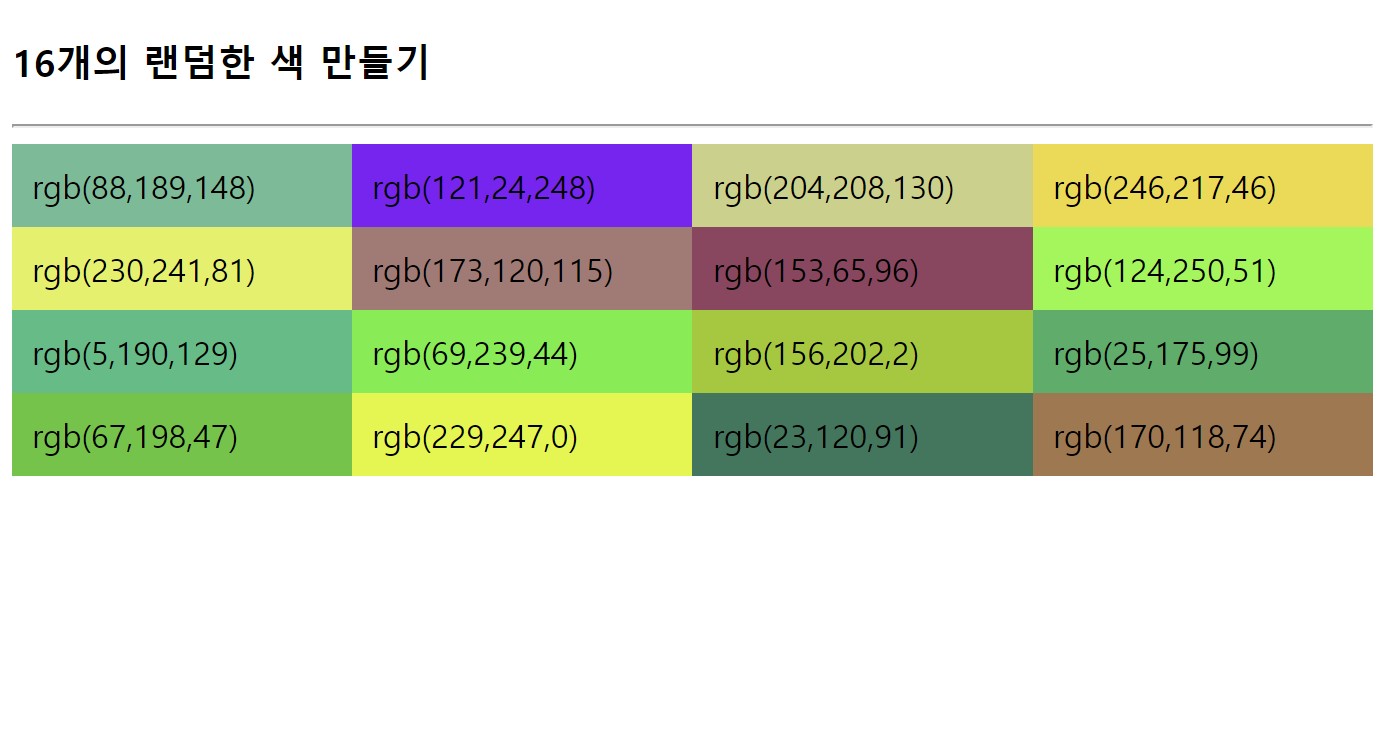 16개의 랜덤한 색 만들기
rgb(88,189,148) rgb(121,24,248) rgb(204,208,130) rgb(246,217,46)
rgb(230,241,81) rgb(173,120,115) rgb(153,65,96) rgb(124,250,51)
rgb(5,190,129) rgb(69,239,44) rgb(156,202,2) rgb(25,175,99)
rgb(67,198,47) rgb(229,247,0) rgb(23,120,91) rgb(170,118,74)